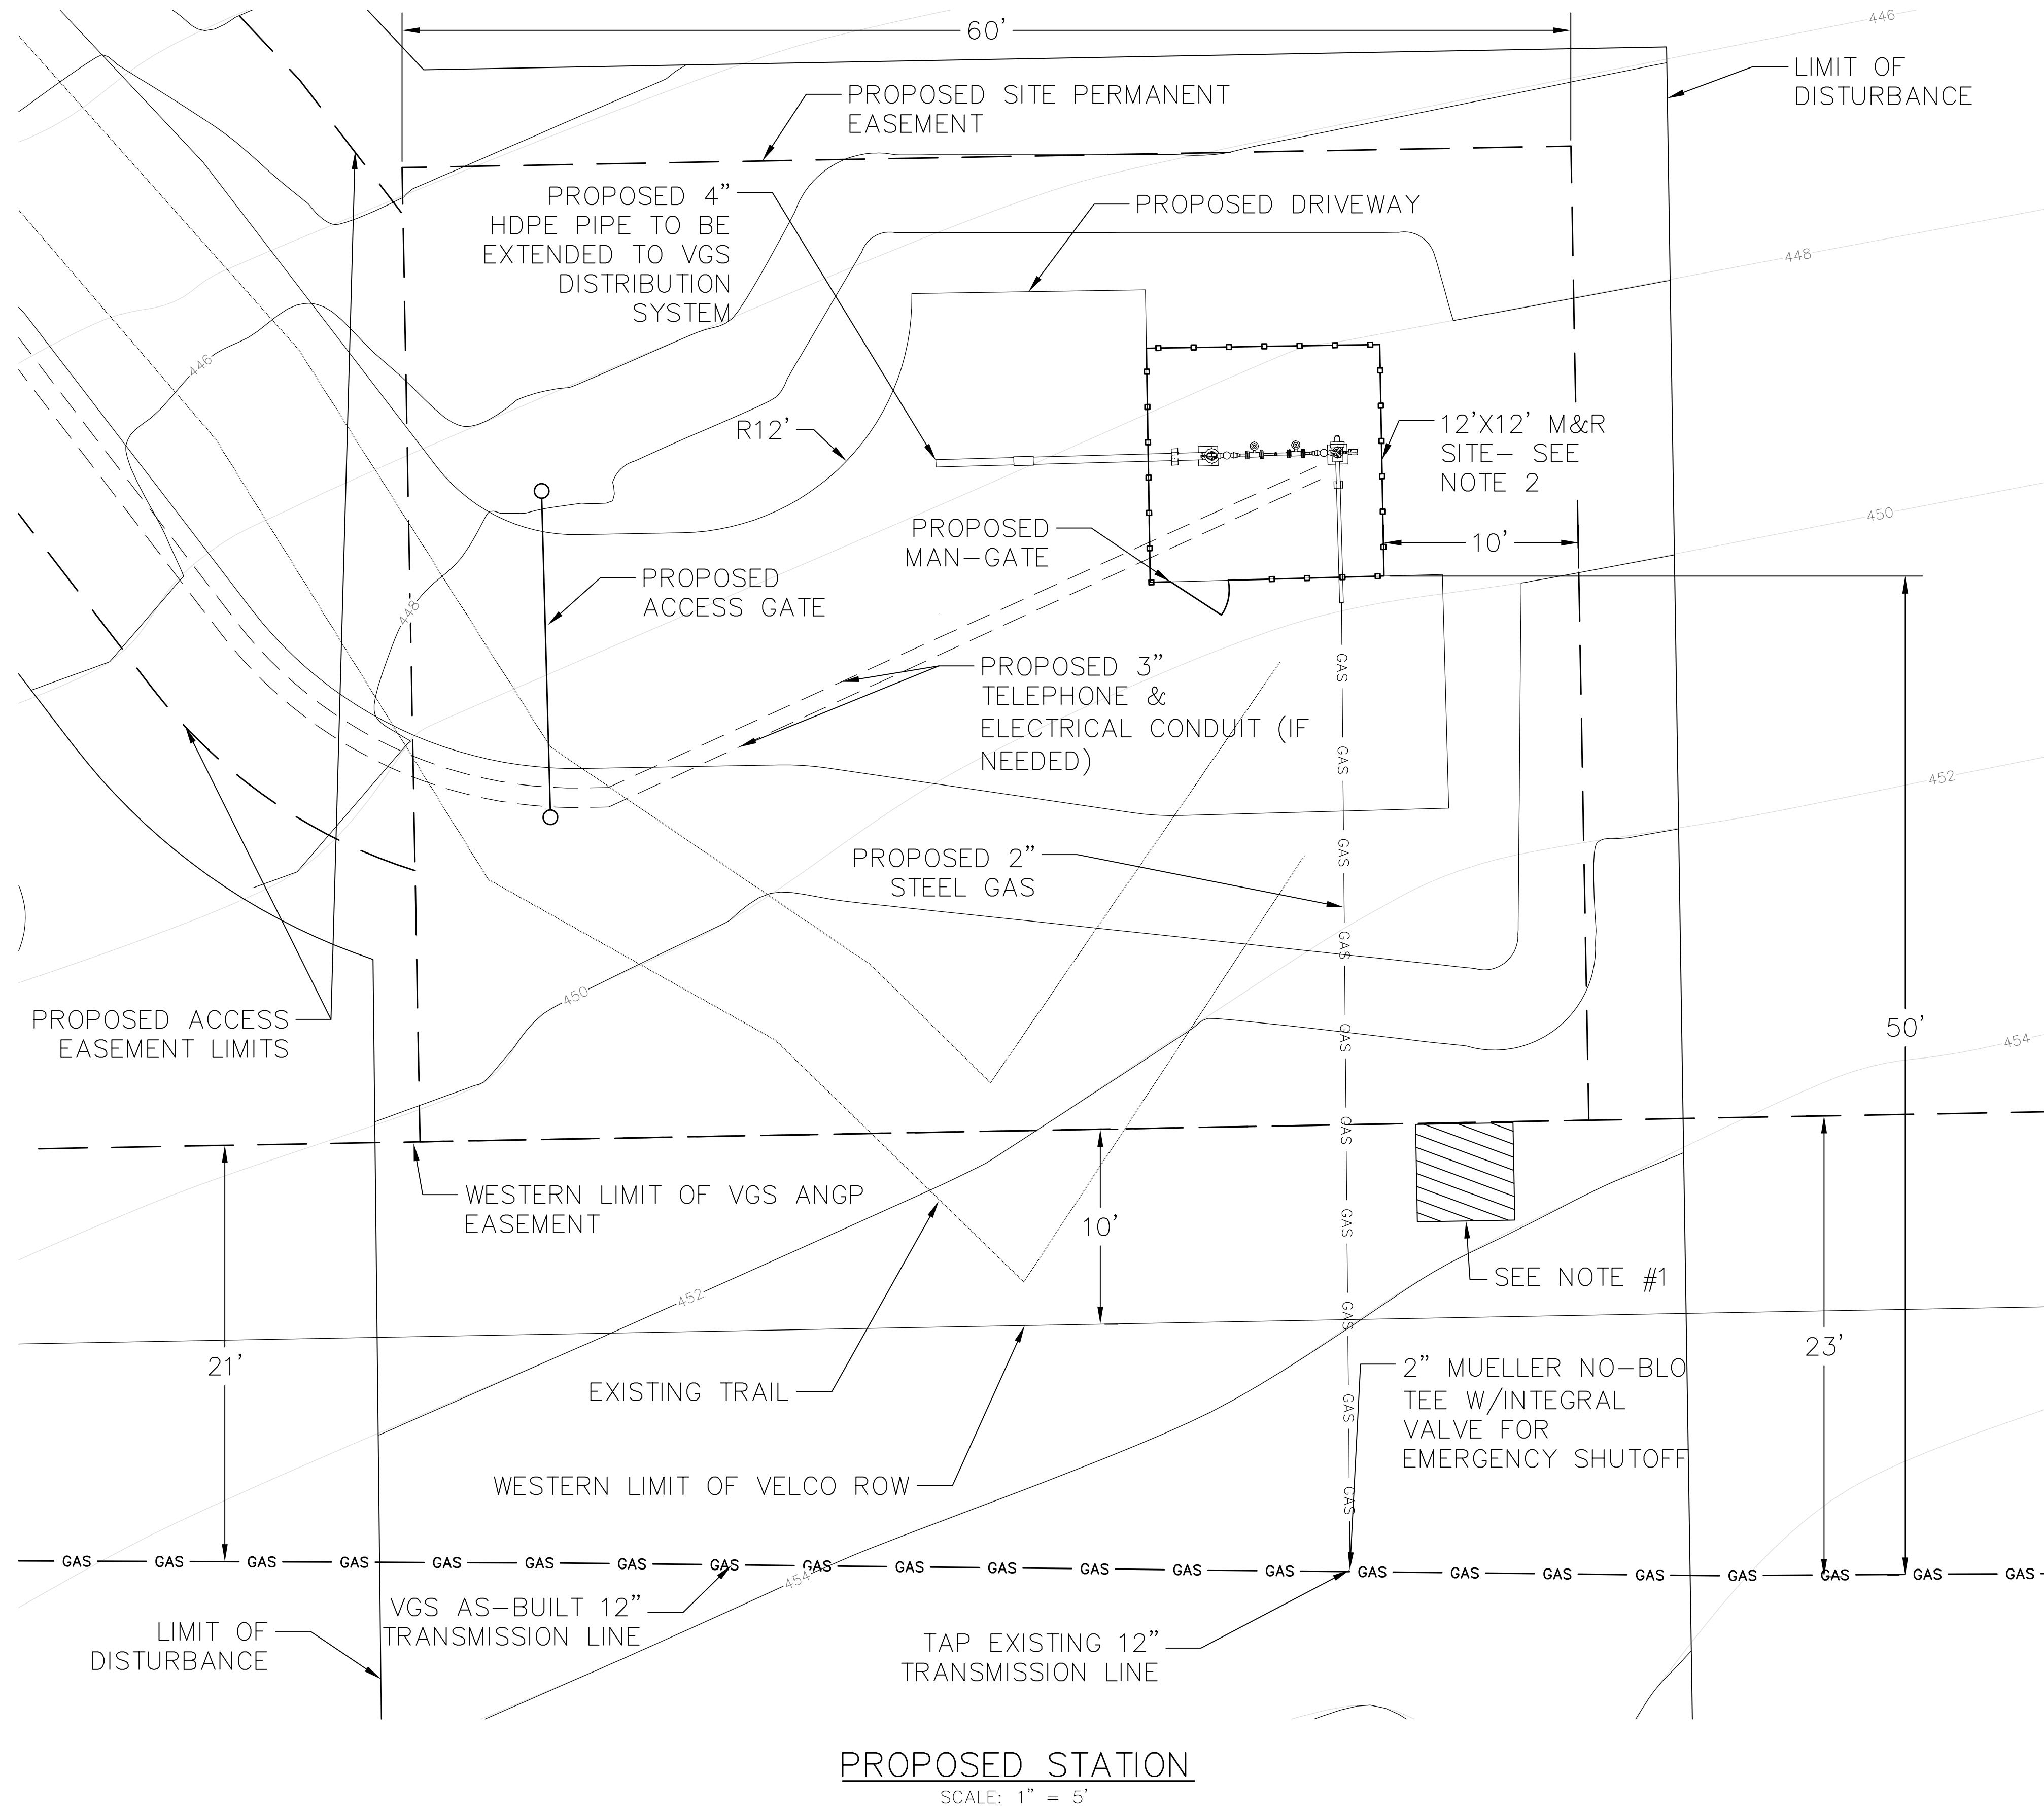 60'
446
LIMIT OF
DISTURBANCE
PROPOSED SITE PERMANENT
EASEMENT
PROPOSED 4"
HDPE PIPE TO BE
EXTENDED TO VGS
DISTRIBUTION
SYSTEM
PROPOSED DRIVEWAY
448
446
R12'
12'X12' M&R
SITE- SEE
NOTE 2
450
PROPOSED
MAN-GATE
10'
PROPOSED
ACCESS GATE
448
PROPOSED 3"
TELEPHONE &
ELECTRICAL CONDUIT (IF
NEEDED)
GAS
GAS
452
GAS
PROPOSED 2"
STEEL GAS
GAS
450
PROPOSED ACCESS
EASEMENT LIMITS
GAS
50'
454
GAS
WESTERN LIMIT OF VGS ANGP
EASEMENT
10'
GAS
SEE NOTE #1
452
GAS
21'
23'
EXISTING TRAIL
GAS
2" MUELLER NO-BLO
TEE W/INTEGRAL
VALVE FOR
EMERGENCY SHUTOFF
WESTERN LIMIT OF VELCO ROW
GAS
GAS GAS GAS GAS GAS GAS GAS GAS GAS GAS GAS GAS GAS GAS GAS GAS GAS GAS GAS GAS GAS GAS
454
VGS AS-BUILT 12"
TRANSMISSION LINE
LIMIT OF
DISTURBANCE
TAP EXISTING 12"
TRANSMISSION LINE
PROPOSED STATION
SCALE: 1" = 5'